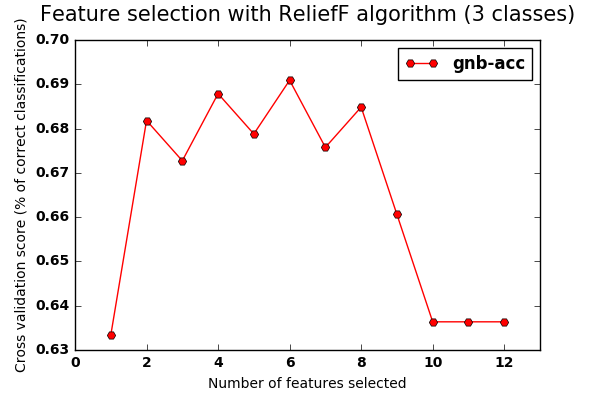 Feature selection with ReliefF algorithm (3 classes)
Cross validation score (% of correct classifications)
0.70
0.69
0.68
0.67
0.66
0.65
0.64
0.63
gnb-acc
0 2 4 6 8 10 12
Number of features selected